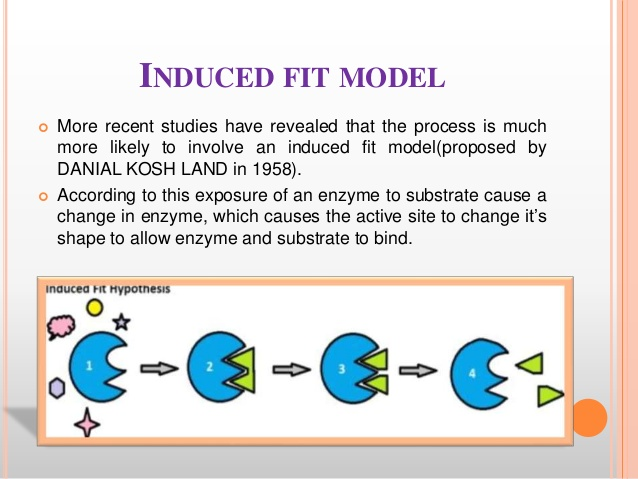 INDUCED FIT MODEL
More recent studies have revealed that the process is much
more likely to involve an induced fit model(proposed by
DANIAL KOSH LAND in 1958).
According to this exposure of an enzyme to substrate cause a
change in enzyme, which causes the active site to change it's
shape to allow enzyme and substrate to bind.
Induced Fit Hypothesis
1 2 3 4